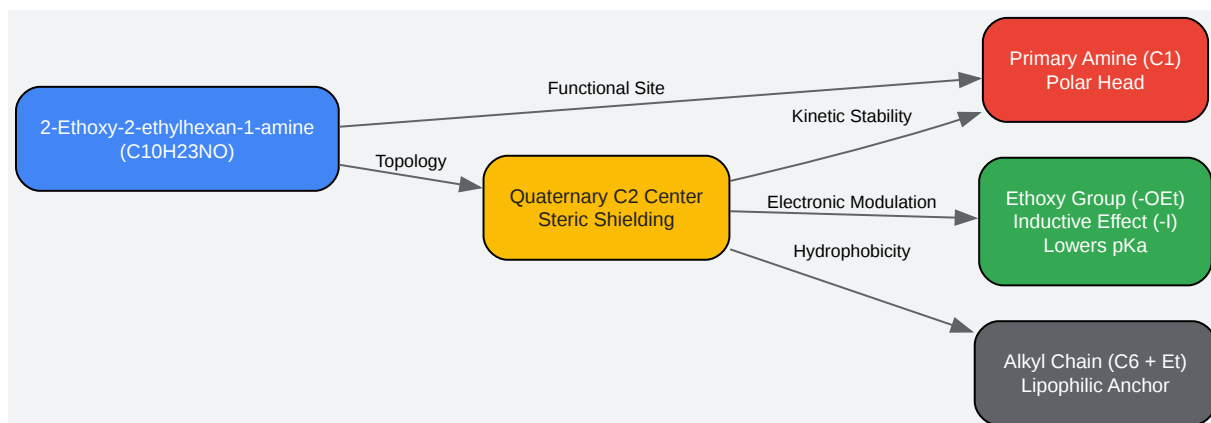 2-Ethoxy-2-ethylhexan-1-amine
(C10H23NO)
Functional Site
Topology
Quaternary C2 Center
Steric Shielding
Kinetic Stability
Electronic Modulation
Hydrophobicity
Primary Amine (C1)
Polar Head
Ethoxy Group (-OEt)
Inductive Effect (-I)
Lowers pKa
Alkyl Chain (C6 + Et)
Lipophilic Anchor